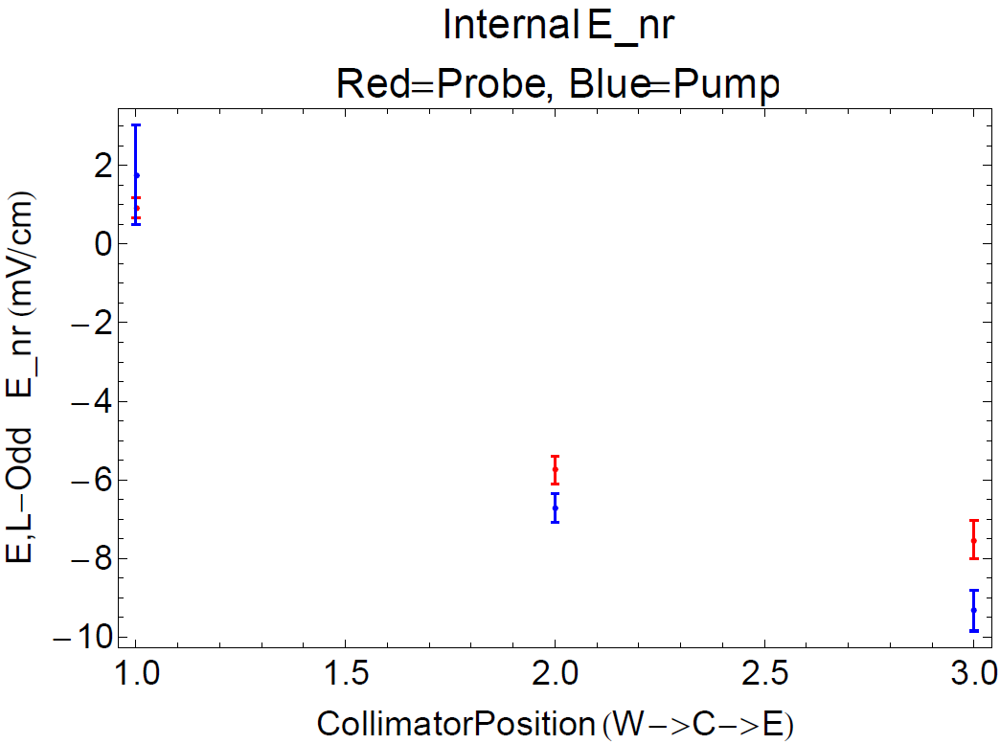 Internal E_nr
Red=Probe, Blue=Pump
E,L-Odd E_nr (mV/cm)
2
0
-2
-4
-6
-8
-10
1.0 1.5 2.0 2.5 3.0
CollimatorPosition (W->C->E)